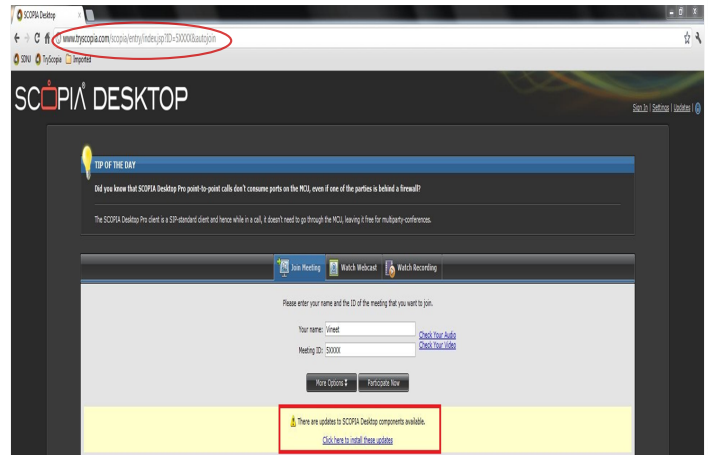 SCOPIA Desktop
www.tryscopia.com/scopia/entry/index.jsp?ID=5XXXX&autojoin
SDNU TryScopia Imported
SCOPIA DESKTOP
Sign In | Settings | Updates |
TIP OF THE DAY
Did you know that SCOPIA Desktop Pro point-to-point calls don't consume ports on the MCU, even if one of the parties is behind a firewall?
The SCOPIA Desktop Pro client is a SIP-standard client and hence while in a call, it doesn't need to go through the MCU, leaving it free for multiparty-conferences.
Join Meeting Watch Webcast Watch Recording
Please enter your name and the ID of the meeting that you want to join.
Your name: Vineet
Check Your Audio
Meeting ID: 5XXXX
Check Your Video
More Options Participate Now
There are updates to SCOPIA Desktop components available.
Click here to install these updates